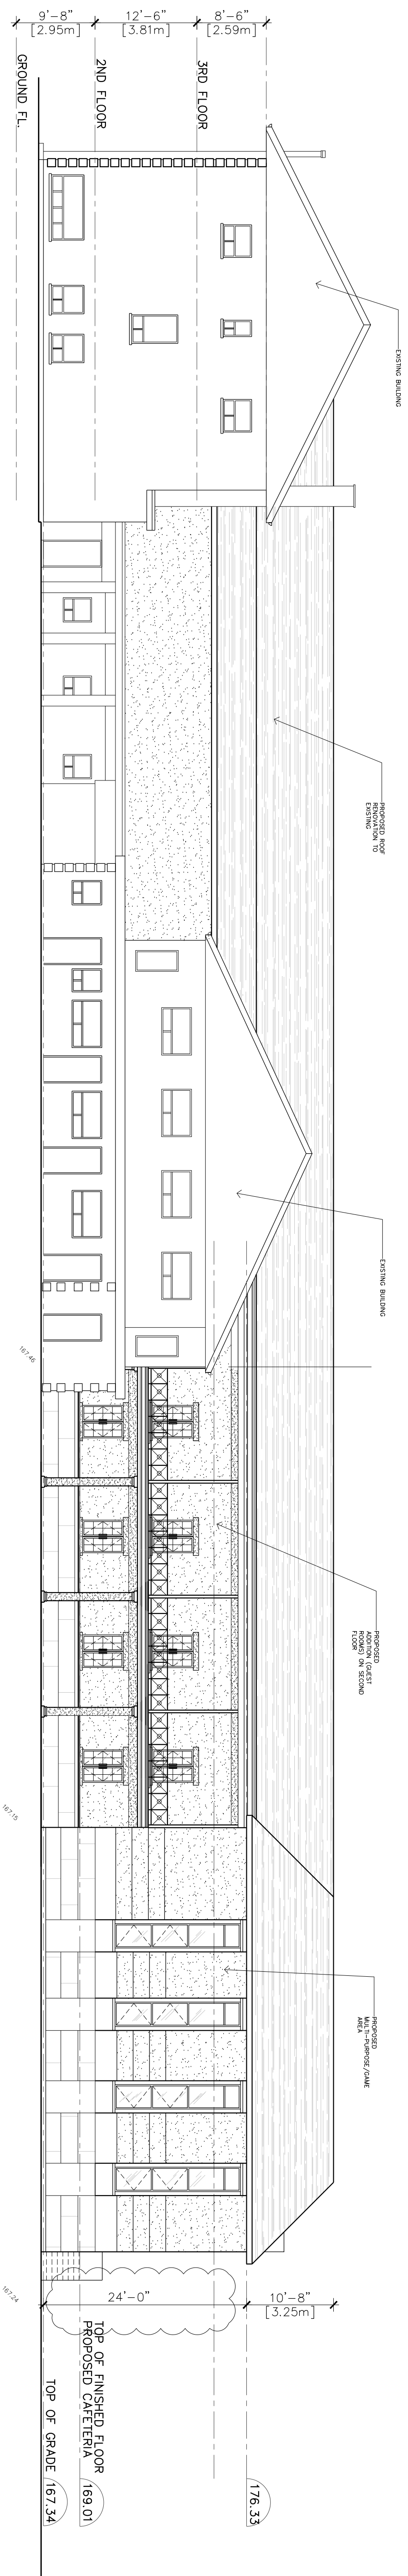 8'-6"
[2.59m]
12'-6"
[3.81m]
9'-8"
[2.95m]
3RD FLOOR
2ND FLOOR
GROUND FL.
EXISTING BUILDING
PROPOSED ROOF
RENOVATION TO
EXISTING
EXISTING BUILDING
PROPOSED
ADDITION (GUEST
ROOMS) ON SECOND
FLOOR
PROPOSED
MULTI-PURPOSE/GAME
AREA
167.46
167.15
167.24
10'-8"
[3.25m]
24'-0"
176.33
TOP OF FINISHED FLOOR
PROPOSED CAFETERIA
169.01
TOP OF GRADE
167.34